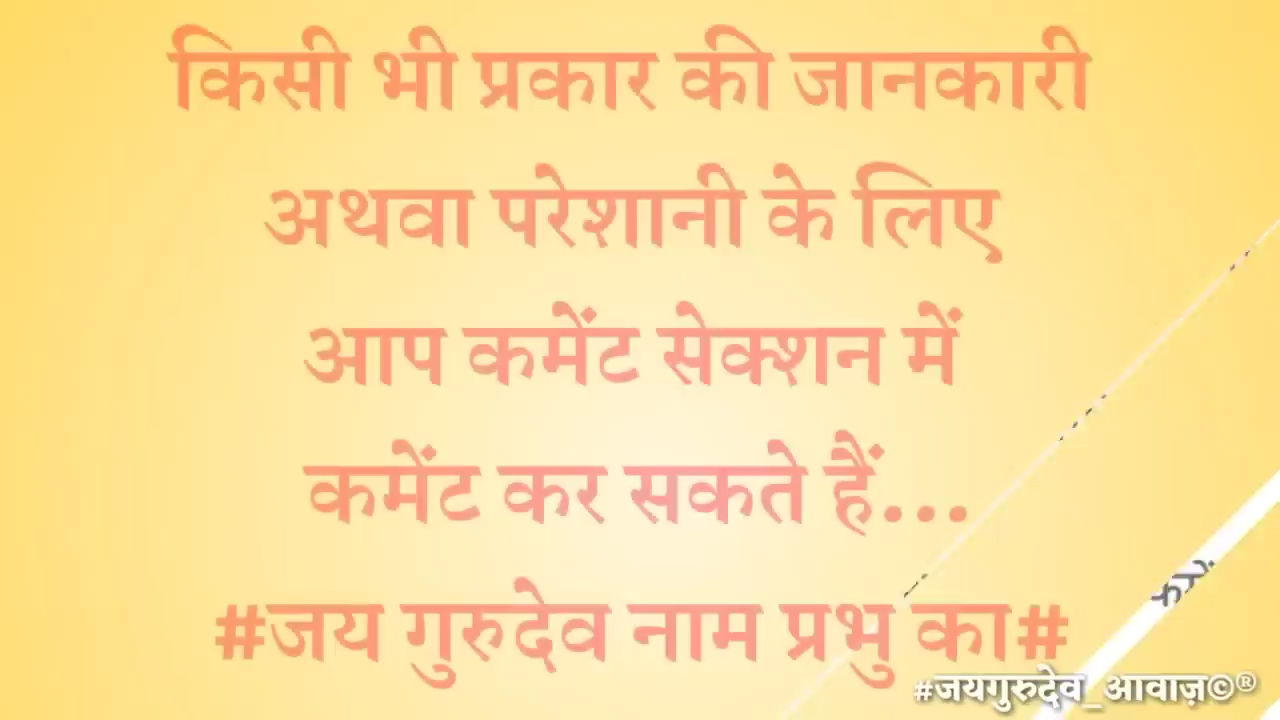 किसी भी प्रकार की जानकारी
अथवा परेशानी के लिए
आप कमेंट सेक्शन में
कमेंट कर सकते हैं...
#जय गुरुदेव नाम प्रभु का#
#जयगुरुदेव_आवाज़©®